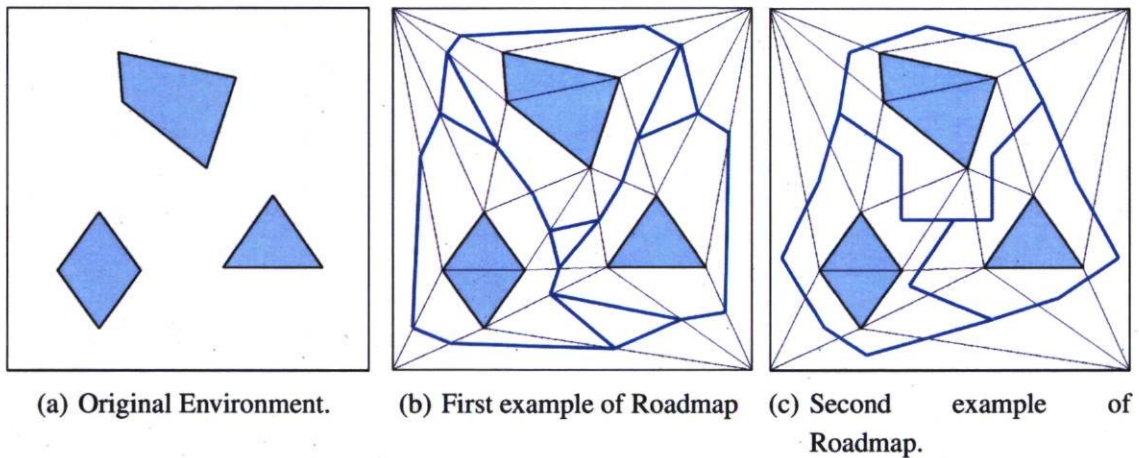 (a) Original Environment.
(b) First example of Roadmap
(c) Second example of
Roadmap.